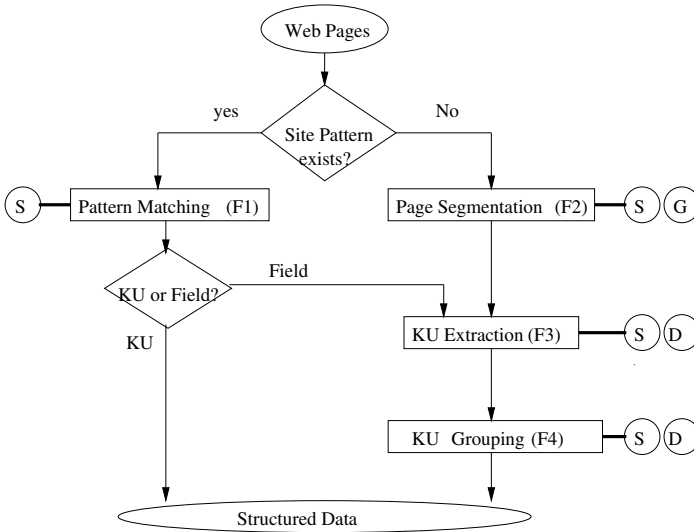 Web Pages
yes
No
Site Pattern
exists?
S
Pattern Matching (F1)
Page Segmentation (F2)
S
G
Field
KU or Field?
KU
KU Extraction (F3)
S
D
KU Grouping (F4)
S
D
Structured Data